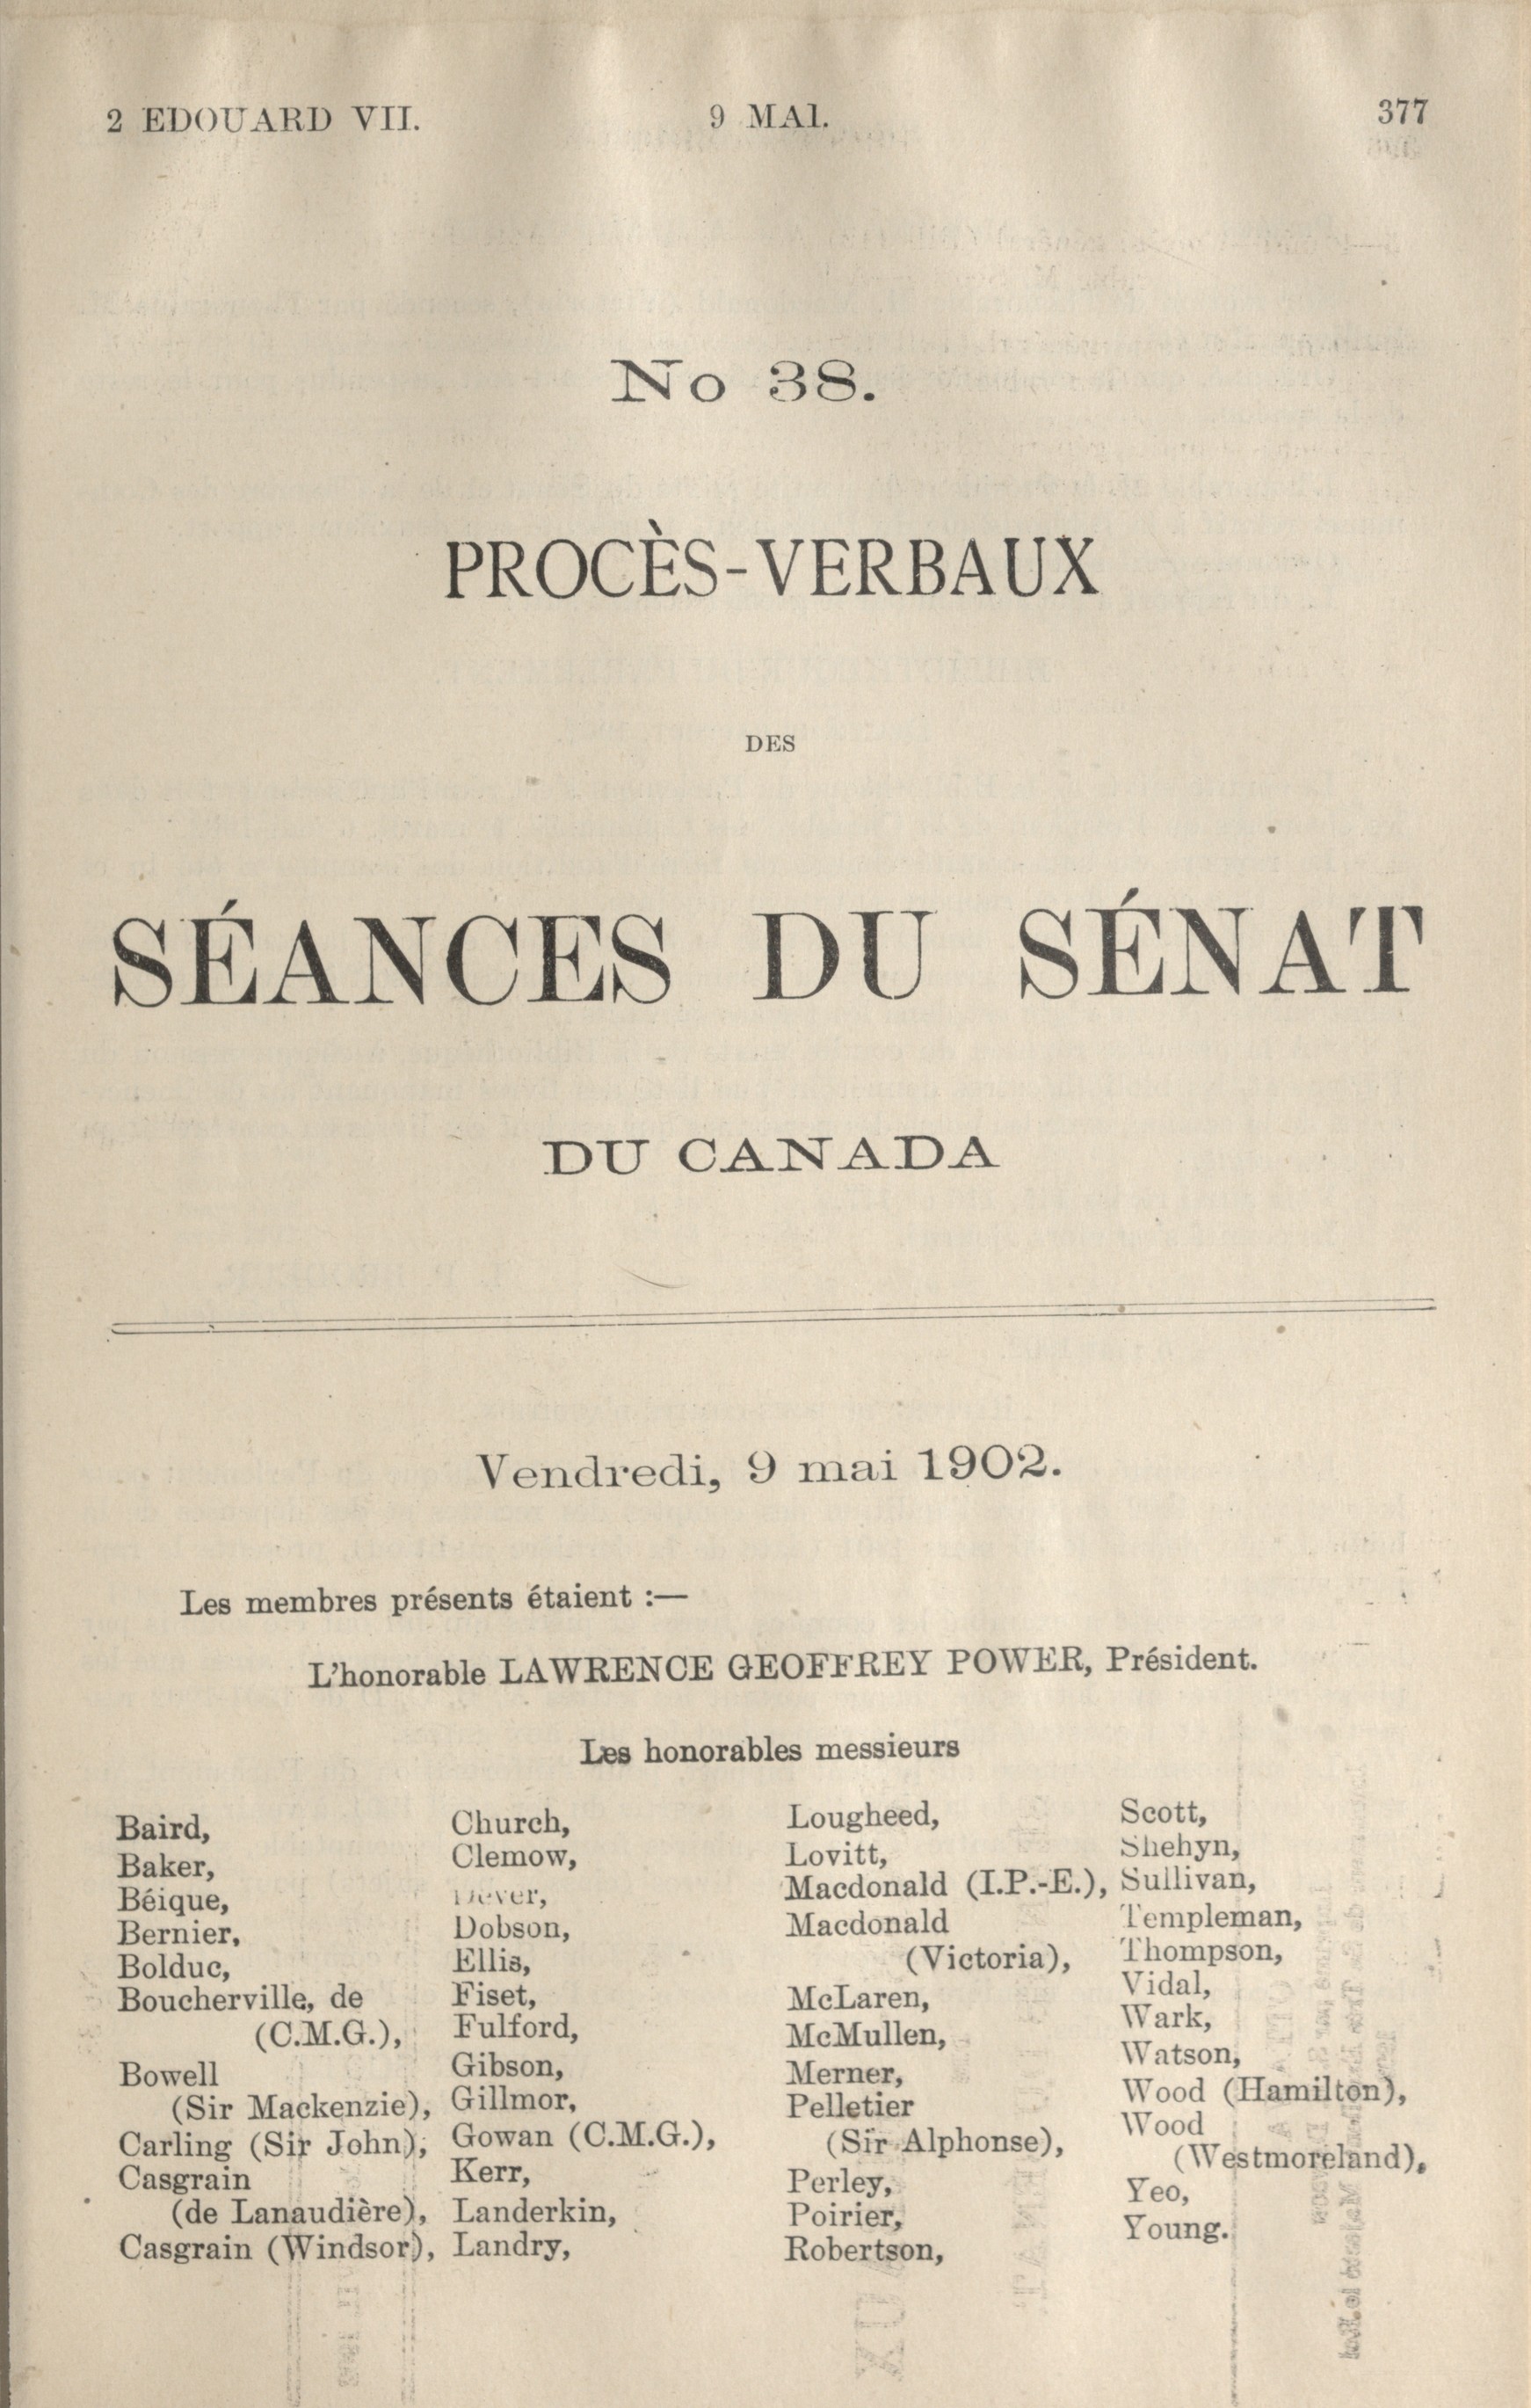 2 EDOUARD VII.
9 MAI.
377
No 38.
PROCÈS-VERBAUX
DES
SÉANCES DU SÉNAT
DU CANADA
Vendredi, 9 mai 1902.
Les membres présents étaient :—
L'honorable LAWRENCE GEOFFREY POWER, Président.
Les honorables messieurs
Baird,
Baker,
Béique,
Bernier,
Bolduc,
Boucherville, de
(C.M.G.),
Bowell
(Sir Mackenzie),
Carling (Sir John),
Casgrain
(de Lanaudière),
Casgrain (Windsor),
Church,
Clemow,
Dever,
Dobson,
Ellis,
Fiset,
Fulford,
Gibson,
Gillmor,
Gowan (C.M.G.),
Kerr,
Landerkin,
Landry,
Lougheed,
Lovitt,
Macdonald (I.P.-E.),
Macdonald
(Victoria),
McLaren,
McMullen,
Merner,
Pelletier
(Sir Alphonse),
Perley,
Poirier,
Robertson,
Scott,
Shehyn,
Sullivan,
Templeman,
Thompson,
Vidal,
Wark,
Watson,
Wood (Hamilton),
Wood
(Westmoreland),
Yeo,
Young.